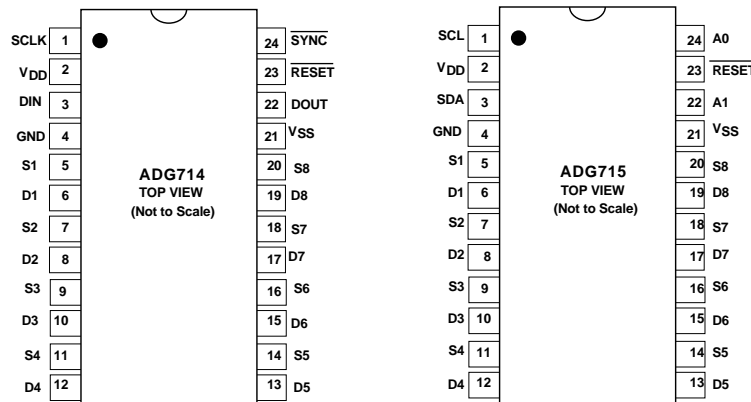 SCLK 1 24 SYNC
VDD 2 23 RESET
DIN 3 22 DOUT
GND 4 21 VSS
S1 5 20 S8
D1 6 19 D8
S2 7 18 S7
D2 8 17 D7
S3 9 16 S6
D3 10 15 D6
S4 11 14 S5
D4 12 13 D5
ADG714
TOP VIEW
(Not to Scale)
SCL 1 24 A0
VDD 2 23 RESET
SDA 3 22 A1
GND 4 21 VSS
S1 5 20 S8
D1 6 19 D8
S2 7 18 S7
D2 8 17 D7
S3 9 16 S6
D3 10 15 D6
S4 11 14 S5
D4 12 13 D5
ADG715
TOP VIEW
(Not to Scale)